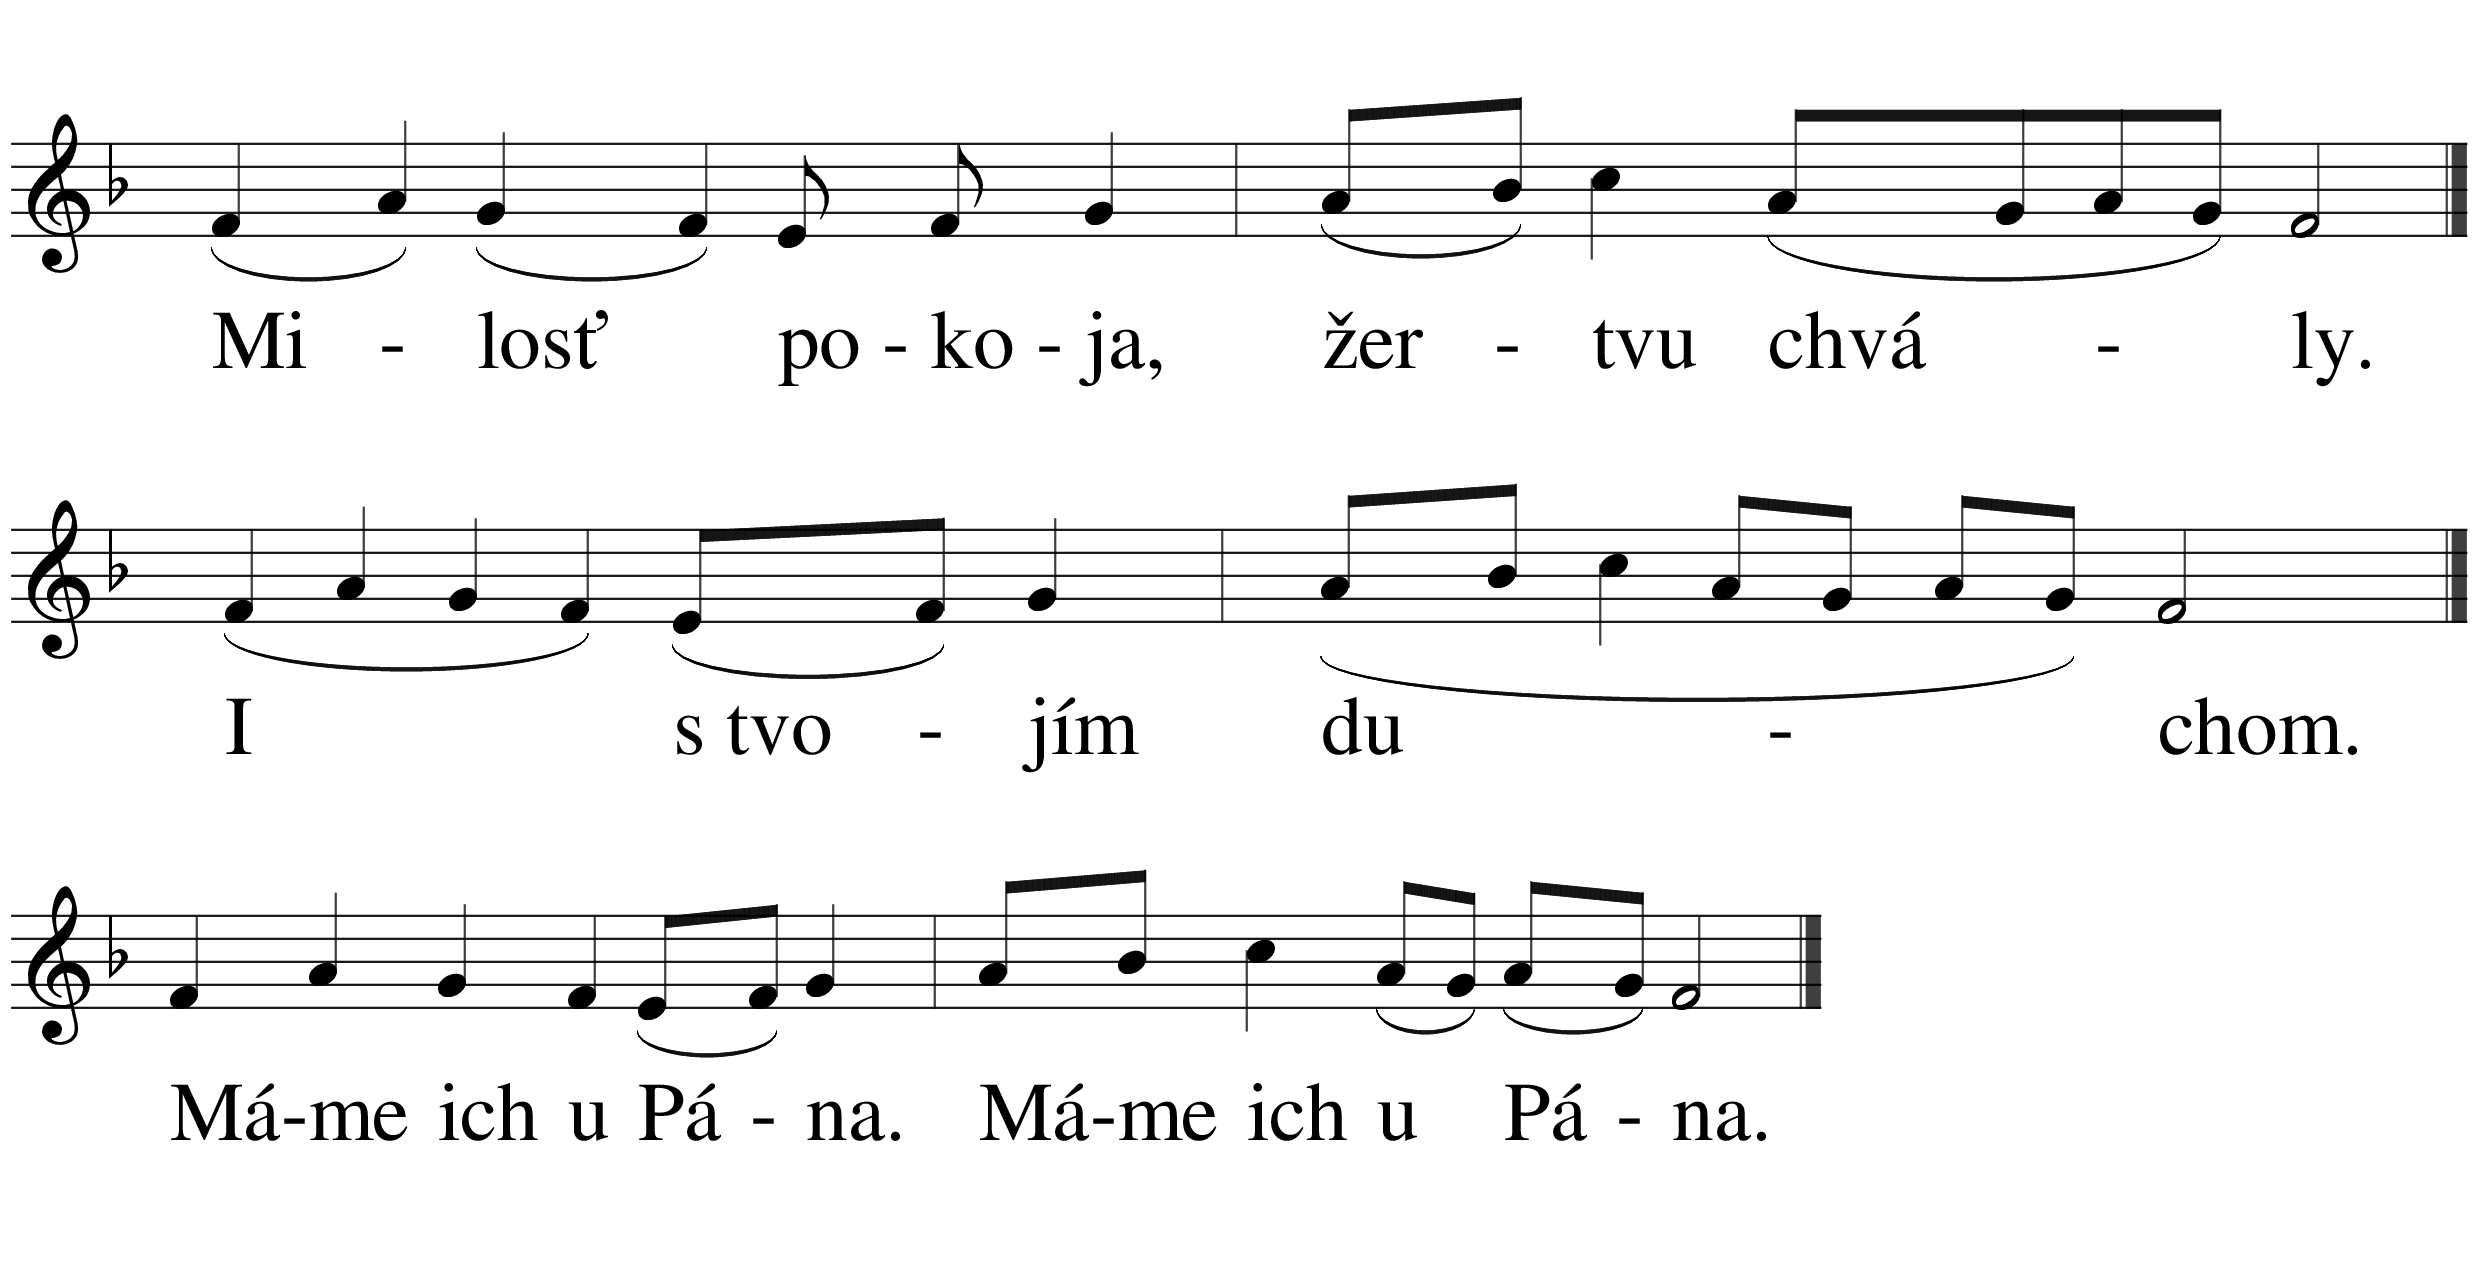 Mi - losť po - ko - ja, žer - tvu chvá - ly.
I s tvo - jím du - chom.
Má-me ich u Pá - na. Má-me ich u Pá - na.